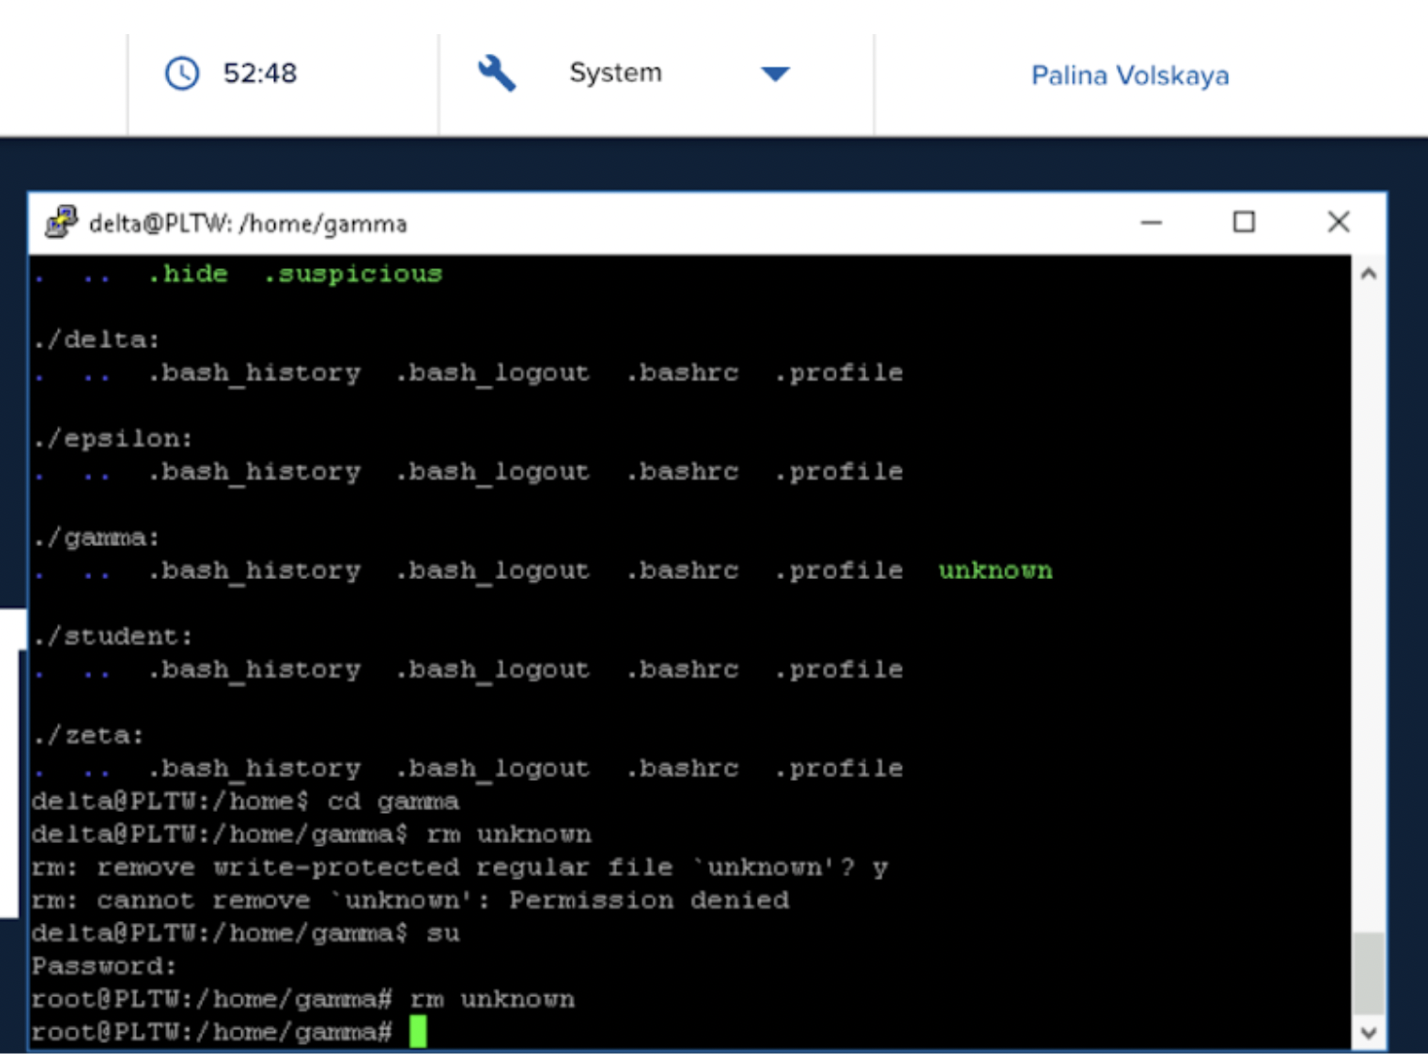 52:48 System Palina Volskaya
delta@PLTW: /home/gamma
. .. .hide .suspicious
./delta:
. .. .bash_history .bash_logout .bashrc .profile
./epsilon:
. .. .bash_history .bash_logout .bashrc .profile
./gamma:
. .. .bash_history .bash_logout .bashrc .profile unknown
./student:
. .. .bash_history .bash_logout .bashrc .profile
./zeta:
. .. .bash_history .bash_logout .bashrc .profile
delta@PLTW:/home$ cd gamma
delta@PLTW:/home/gamma$ rm unknown
rm: remove write-protected regular file `unknown'? y
rm: cannot remove `unknown': Permission denied
delta@PLTW:/home/gamma$ su
Password:
root@PLTW:/home/gamma# rm unknown
root@PLTW:/home/gamma#